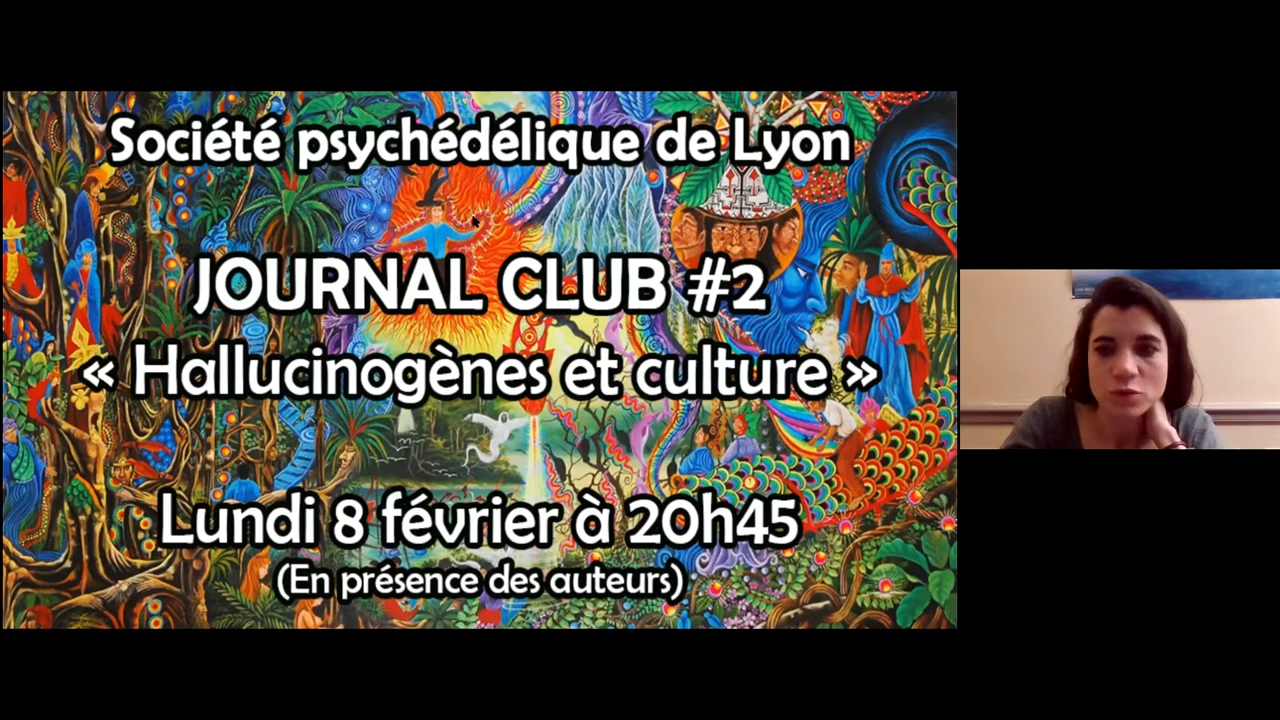 Société psychédélique de Lyon
JOURNAL CLUB #2
« Hallucinogènes et culture »
Lundi 8 février à 20h45
(En présence des auteurs)